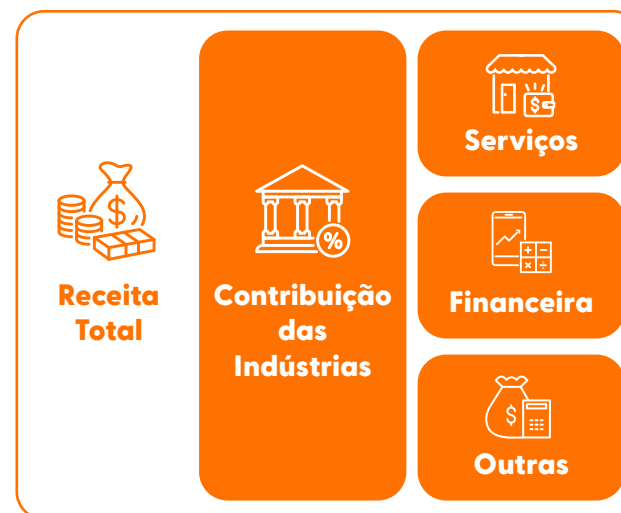 Receita
Total
Contribuição
das
Indústrias
Serviços
Financeira
Outras